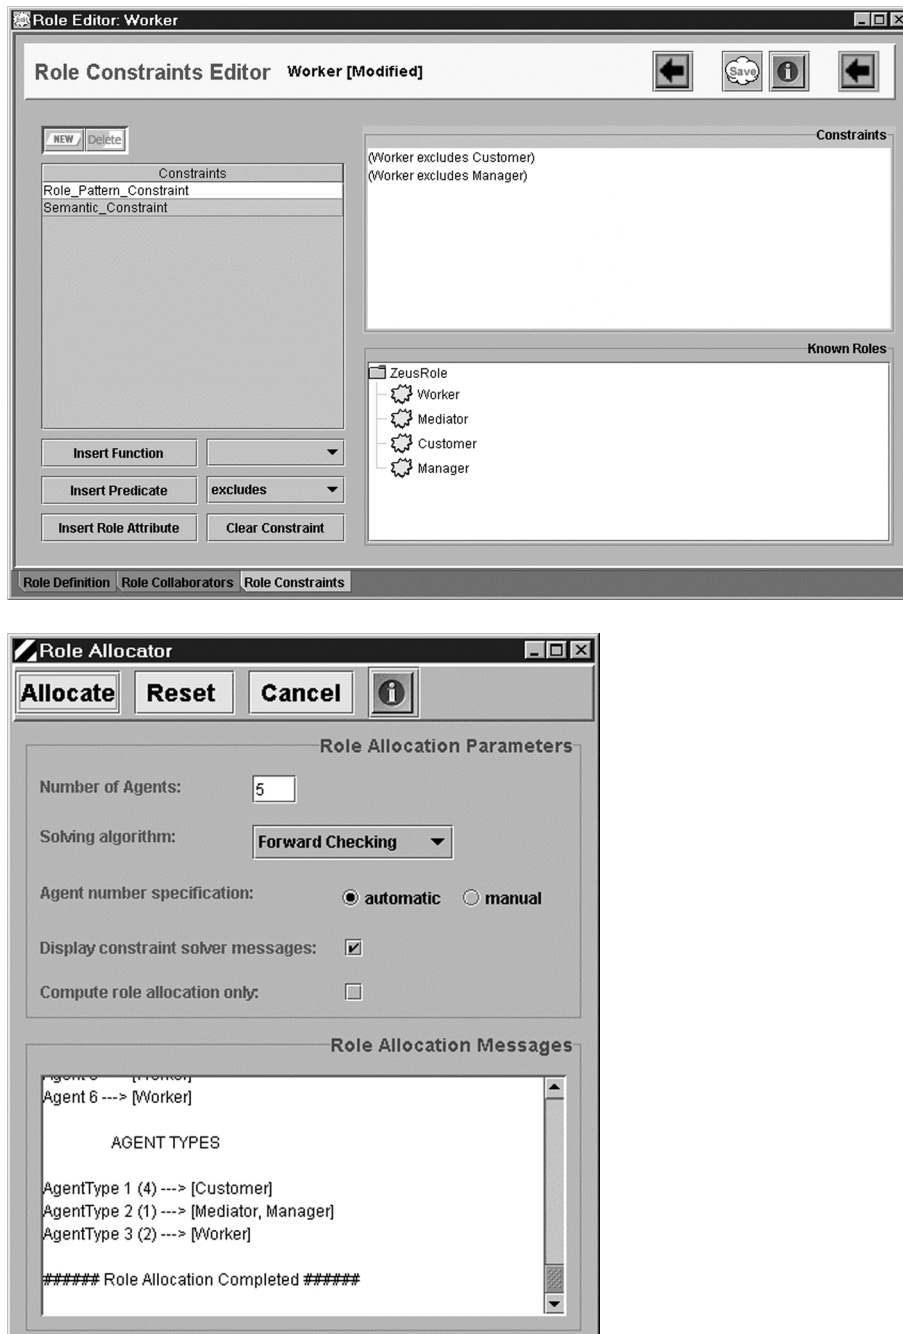 Role Editor: Worker
Role Constraints Editor Worker [Modified]
Save
NEW Delete
Constraints
Role_Pattern_Constraint
Semantic_Constraint
Insert Function
Insert Predicate excludes
Insert Role Attribute Clear Constraint
Constraints
(Worker excludes Customer)
(Worker excludes Manager)
Known Roles
ZeusRole
Worker
Mediator
Customer
Manager
Role Definition Role Collaborators Role Constraints
Role Allocator
Allocate Reset Cancel
Role Allocation Parameters
Number of Agents: 5
Solving algorithm: Forward Checking
Agent number specification: automatic manual
Display constraint solver messages:
Compute role allocation only:
Role Allocation Messages
Agent 6 ---> [Worker]
AGENT TYPES
AgentType 1 (4) ---> [Customer]
AgentType 2 (1) ---> [Mediator, Manager]
AgentType 3 (2) ---> [Worker]
###### Role Allocation Completed ######